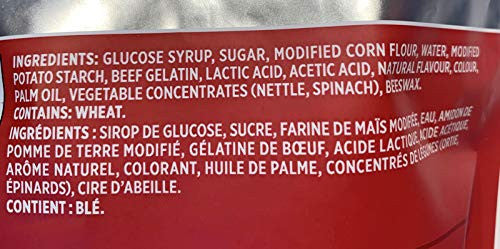 INGREDIENTS: GLUCOSE SYRUP, SUGAR, MODIFIED CORN FLOUR, WATER, MODIFIED
POTATO STARCH, BEEF GELATIN, LACTIC ACID, ACETIC ACID, NATURAL FLAVOUR, COLOUR,
PALM OIL, VEGETABLE CONCENTRATES (NETTLE, SPINACH), BEESWAX.
CONTAINS: WHEAT.
INGRÉDIENTS : SIROP DE GLUCOSE, SUCRE, FARINE DE MAÏS MODIFIÉE, EAU, AMIDON DE
POMME DE TERRE MODIFIÉ, GÉLATINE DE BŒUF, ACIDE LACTIQUE, ACIDE ACÉTIQUE,
ARÔME NATUREL, COLORANT, HUILE DE PALME, CONCENTRÉS DE LÉGUMES (ORTIE,
ÉPINARDS), CIRE D'ABEILLE.
CONTIENT : BLÉ.